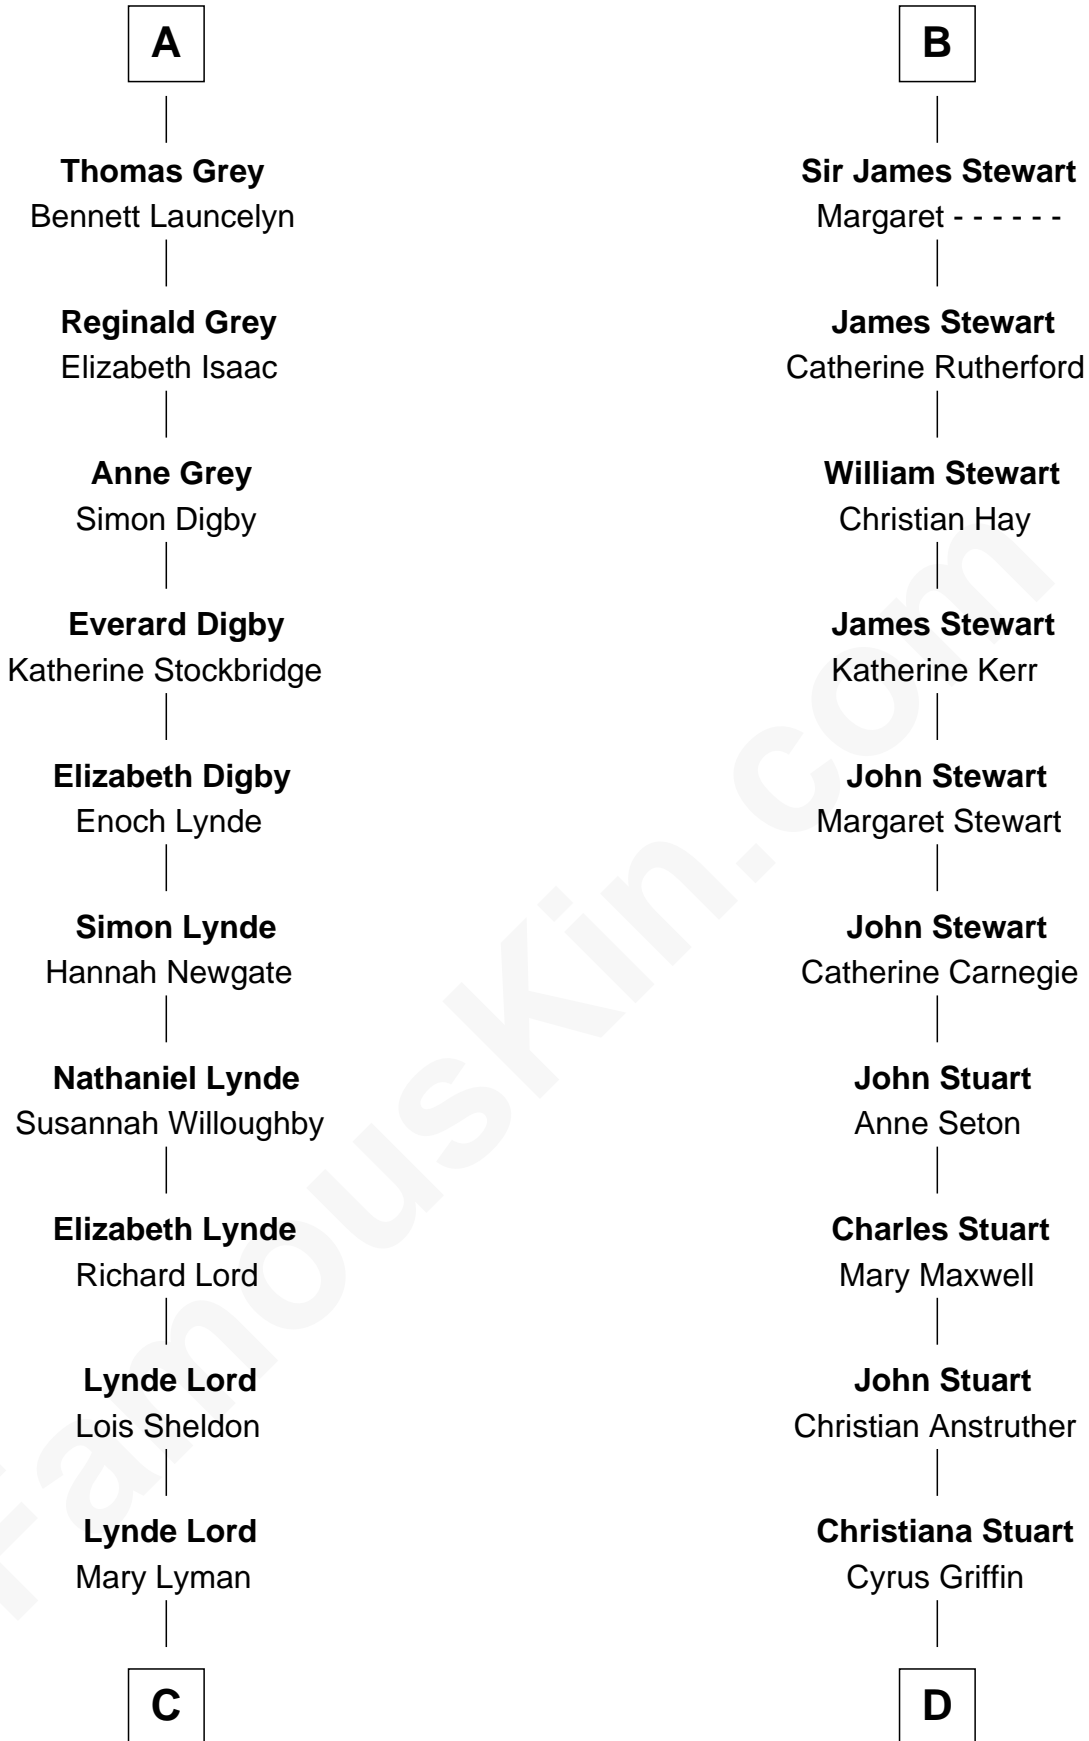 A
Thomas Grey
Bennett Launcelyn
Reginald Grey
Elizabeth Isaac
Anne Grey
Simon Digby
Everard Digby
Katherine Stockbridge
Elizabeth Digby
Enoch Lynde
Simon Lynde
Hannah Newgate
Nathaniel Lynde
Susannah Willoughby
Elizabeth Lynde
Richard Lord
Lynde Lord
Lois Sheldon
Lynde Lord
Mary Lyman
C
B
Sir James Stewart
Margaret - - - - - -
James Stewart
Catherine Rutherford
William Stewart
Christian Hay
James Stewart
Katherine Kerr
John Stewart
Margaret Stewart
John Stewart
Catherine Carnegie
John Stuart
Anne Seton
Charles Stuart
Mary Maxwell
John Stuart
Christian Anstruther
Christiana Stuart
Cyrus Griffin
D
FamousKin.com